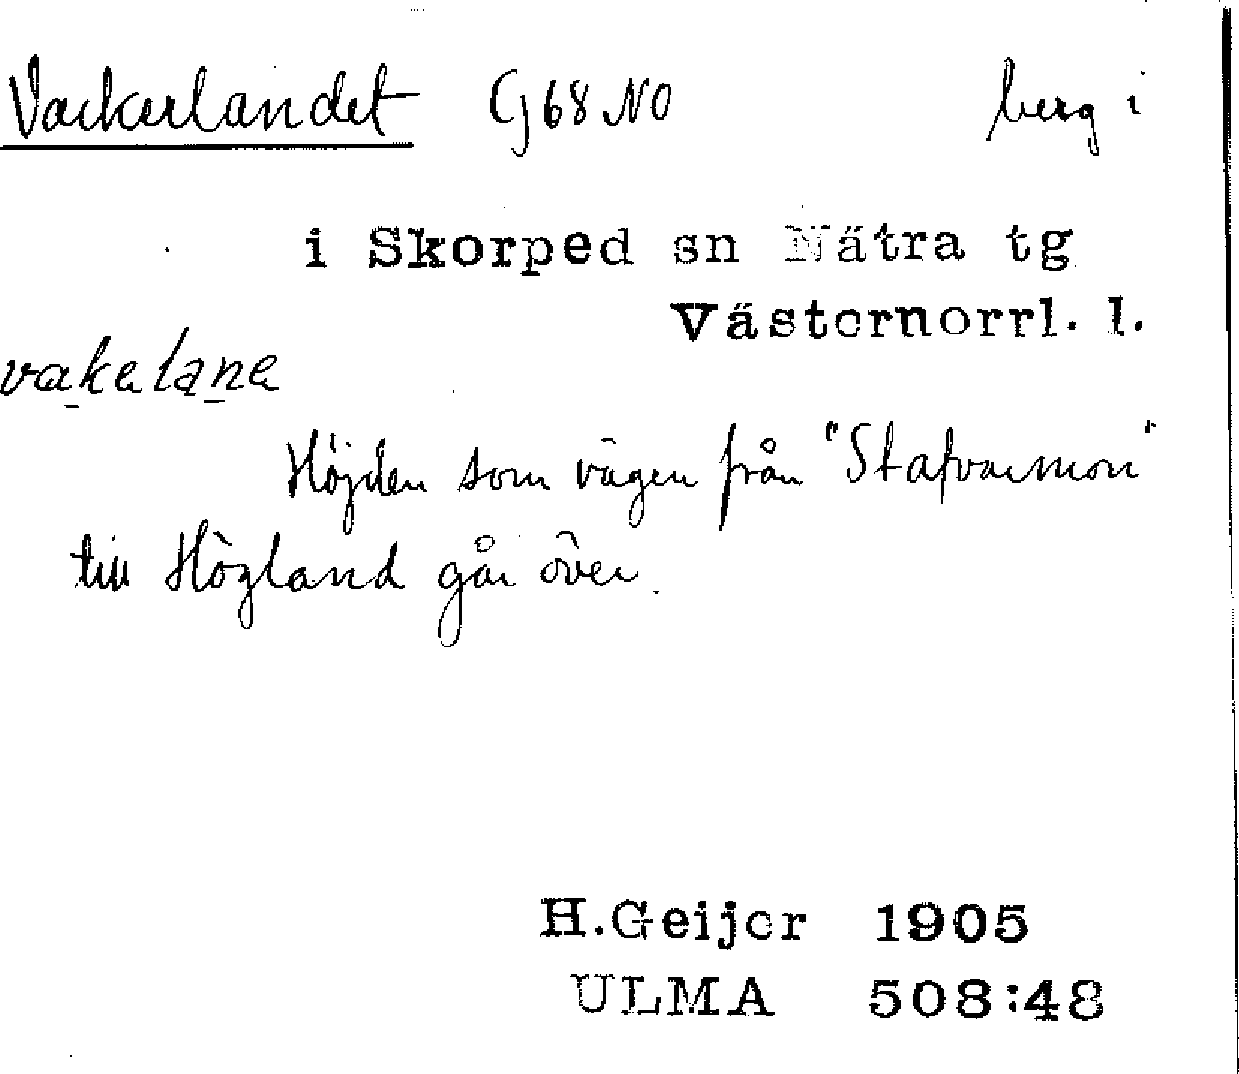 Vackerlandet G68 NO berg i
i Skorped sn Nätra tg
Västernorrl. l.
vakelane
Höjden som vägen från "Stafvarmon"
till Högland går över.
H.Geijer 1905
ULMA 508:48